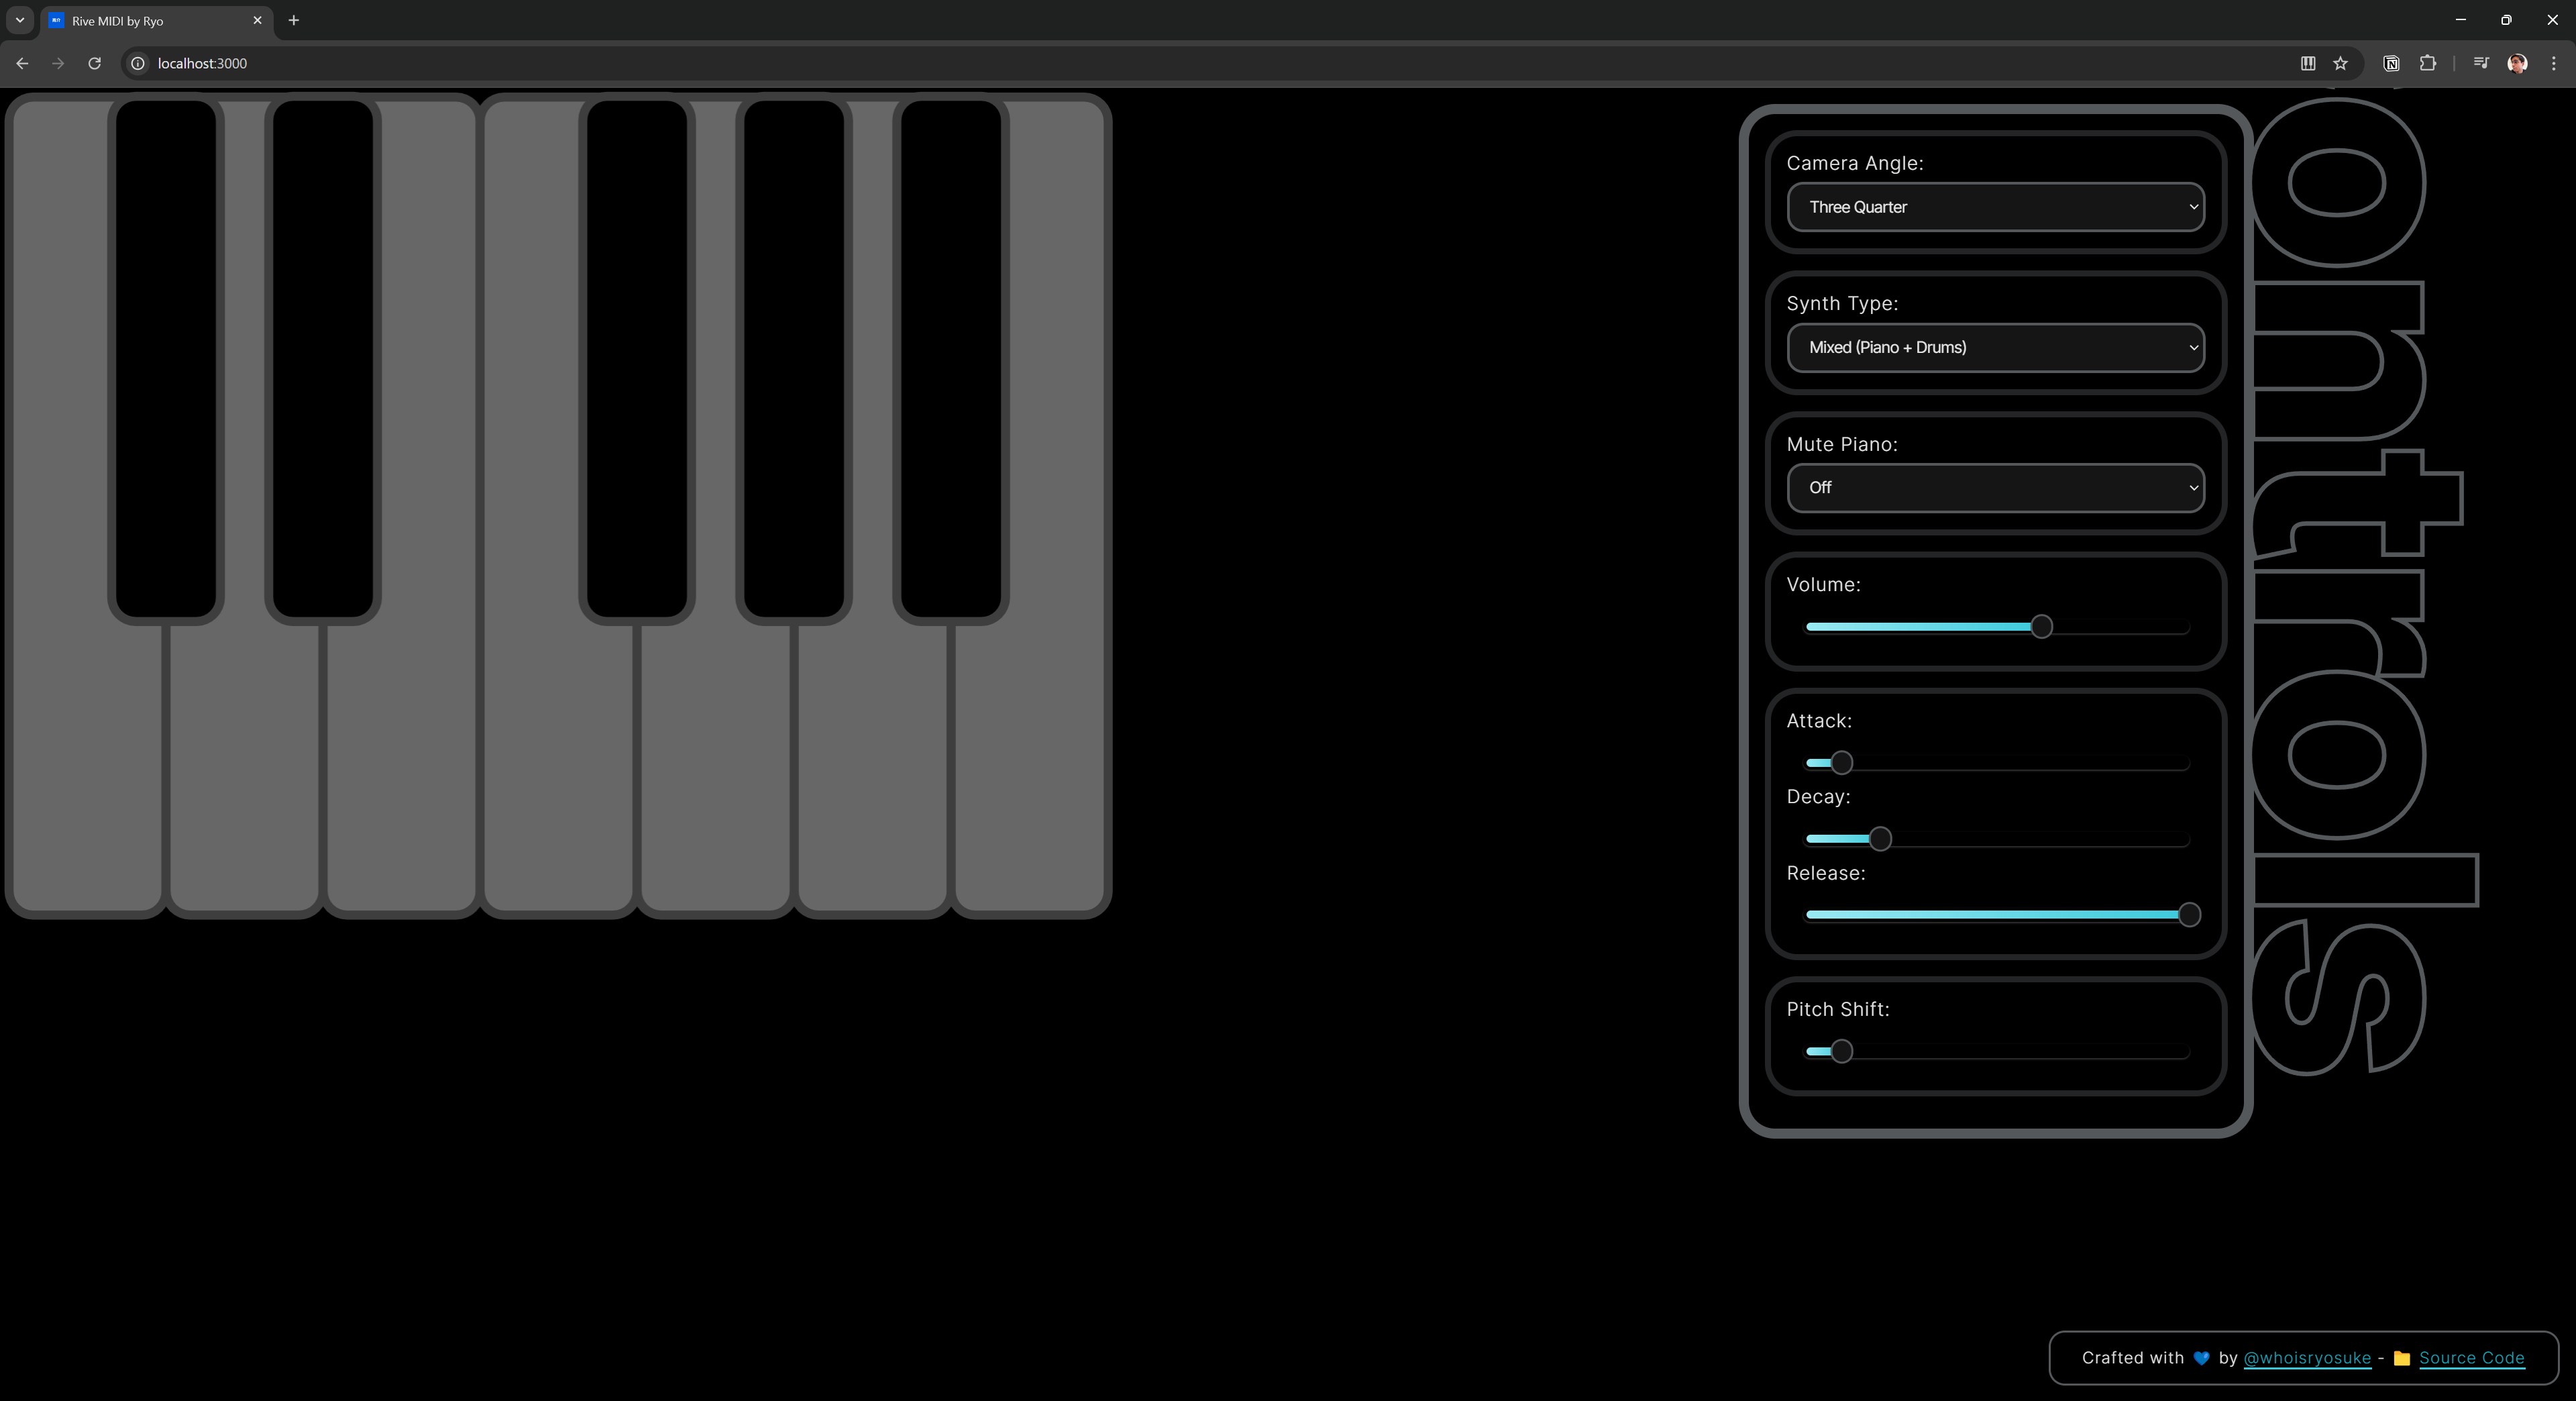 Rive MIDI by Ryo
localhost:3000
Camera Angle:
Three Quarter
Synth Type:
Mixed (Piano + Drums)
Mute Piano:
Off
Volume:
Attack:
Decay:
Release:
Pitch Shift:
ontrols
Crafted with 💙 by @whoisryosuke - 📁 Source Code